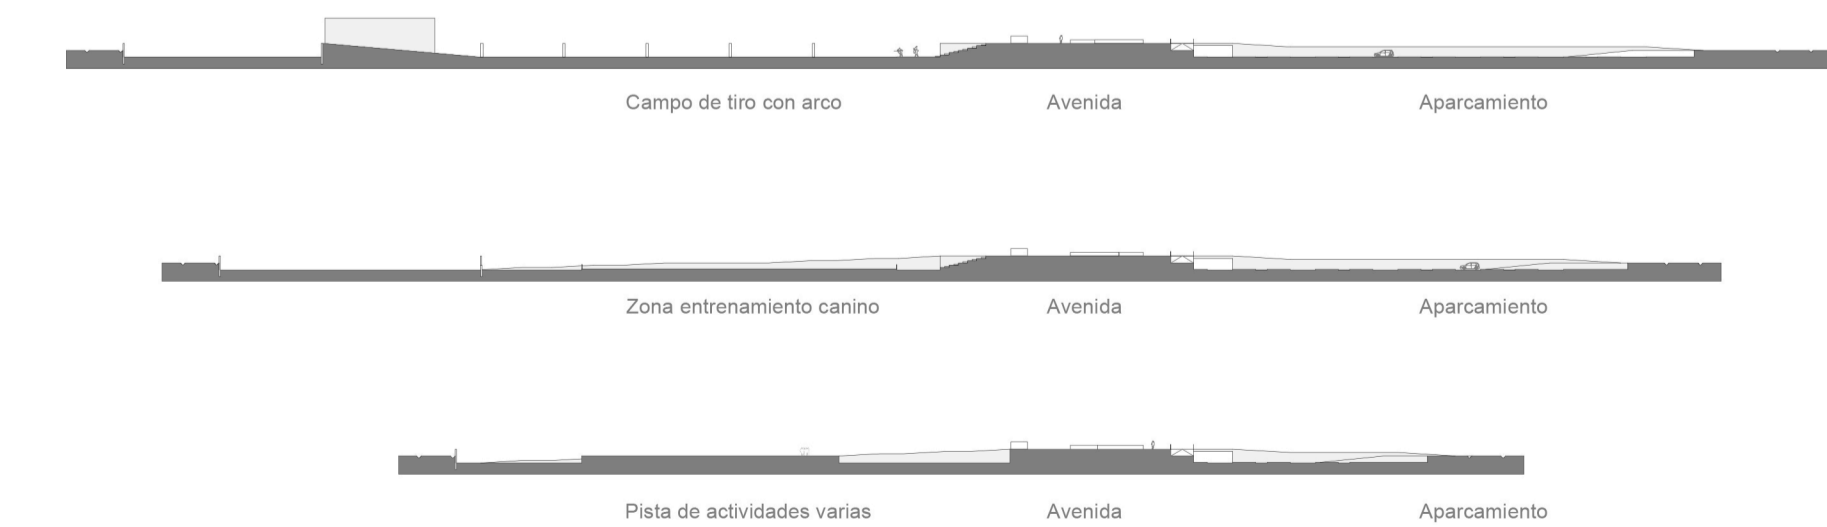 Campo de tiro con arco Avenida Aparcamiento
Zona entrenamiento canino Avenida Aparcamiento
Pista de actividades varias Avenida Aparcamiento